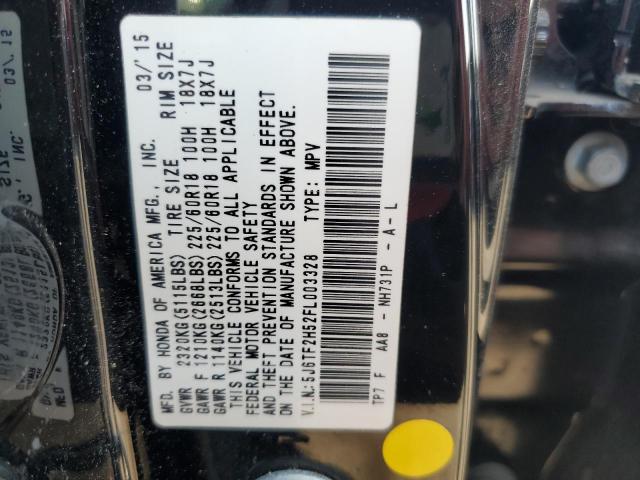 MFD. BY HONDA OF AMERICA MFG., INC. 03/'15
GVWR 2320KG(5115LBS) TIRE SIZE RIM SIZE
GAWR F 1210KG(2668LBS) 225/60R18 100H 18X7J
GAWR R 1140KG(2513LBS) 225/60R18 100H 18X7J
THIS VEHICLE CONFORMS TO ALL APPLICABLE
FEDERAL MOTOR VEHICLE SAFETY
AND THEFT PREVENTION STANDARDS IN EFFECT
ON THE DATE OF MANUFACTURE SHOWN ABOVE.
V.I.N.: 5J6TF2H52FL003328 TYPE: MPV
TP7 F AA8 - NH731P - A - L